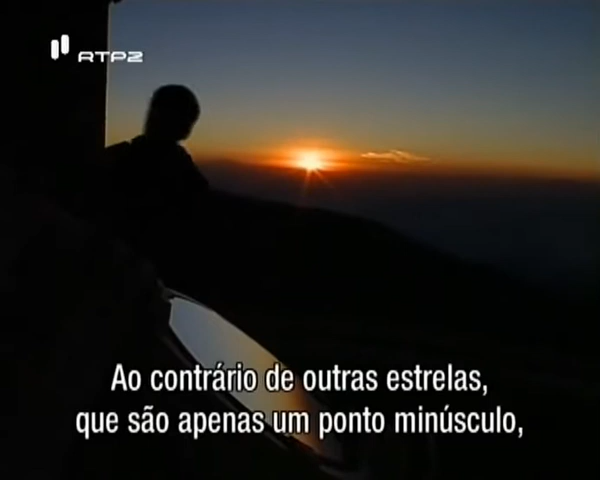 RTP2
Ao contrário de outras estrelas,
que são apenas um ponto minúsculo,